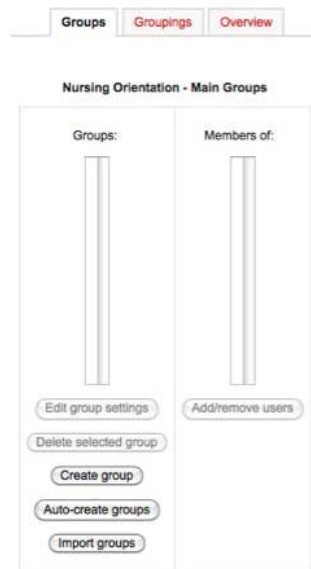 Groups Groupings Overview
Nursing Orientation - Main Groups
Groups: Members of:
Edit group settings Add/remove users
Delete selected group
Create group
Auto-create groups
Import groups